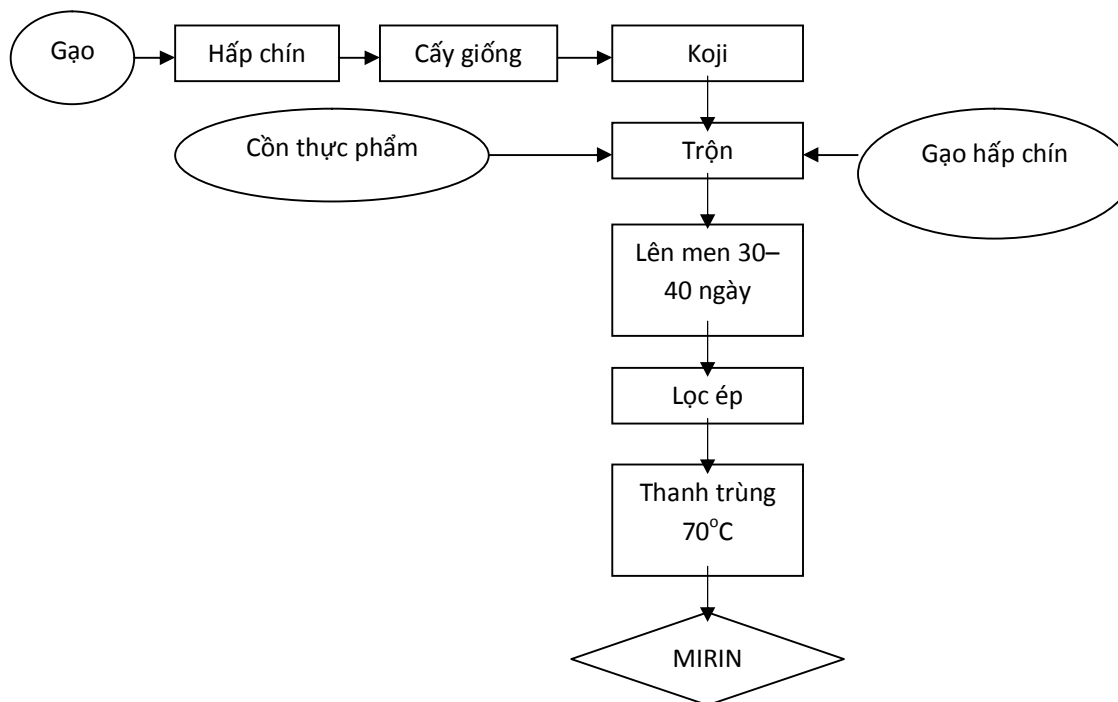 Gạo
Hấp chín
Cấy giống
Koji
Cồn thực phẩm
Trộn
Gạo hấp chín
Lên men 30–
40 ngày
Lọc ép
Thanh trùng
70°C
MIRIN